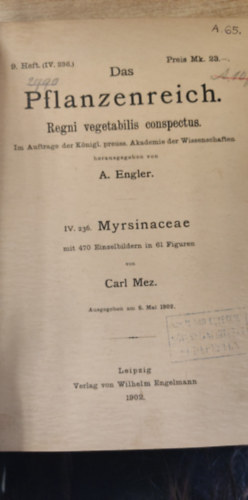 A. 65.
9. Heft. (IV. 236.)
Preis Mk. 23.—.
Das
Pflanzenreich.
Regni vegetabilis conspectus.
Im Auftrage der Königl. preuss. Akademie der Wissenschaften
herausgegeben von
A. Engler.
IV. 236. Myrsinaceae
mit 470 Einzelbildern in 61 Figuren
von
Carl Mez.
Ausgegeben am 6. Mai 1902.
Leipzig
Verlag von Wilhelm Engelmann
1902.